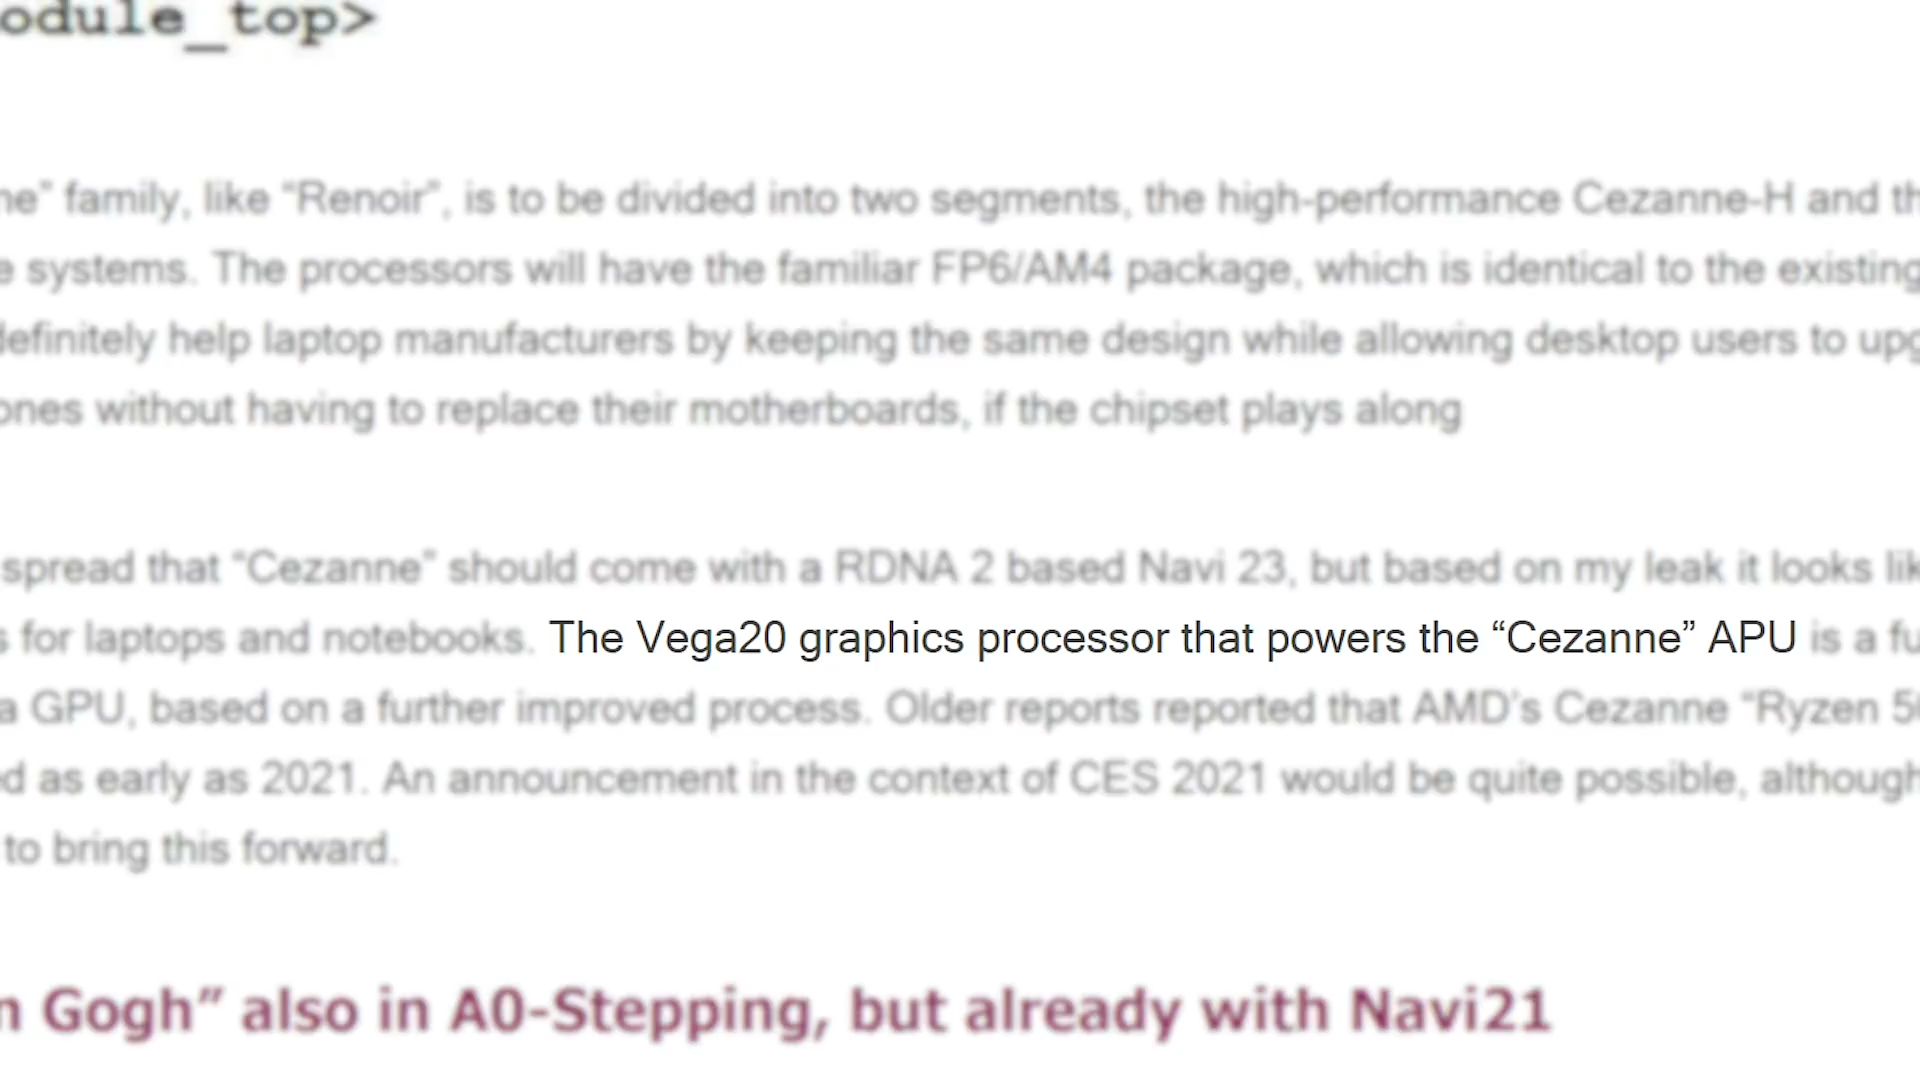 odule_top>
ne” family, like “Renoir”, is to be divided into two segments, the high-performance Cezanne-H and th
e systems. The processors will have the familiar FP6/AM4 package, which is identical to the existing
definitely help laptop manufacturers by keeping the same design while allowing desktop users to upg
ones without having to replace their motherboards, if the chipset plays along
spread that “Cezanne” should come with a RDNA 2 based Navi 23, but based on my leak it looks lik
s for laptops and notebooks. The Vega20 graphics processor that powers the “Cezanne” APU is a fu
a GPU, based on a further improved process. Older reports reported that AMD’s Cezanne “Ryzen 50
ed as early as 2021. An announcement in the context of CES 2021 would be quite possible, although
to bring this forward.
n Gogh” also in A0-Stepping, but already with Navi21